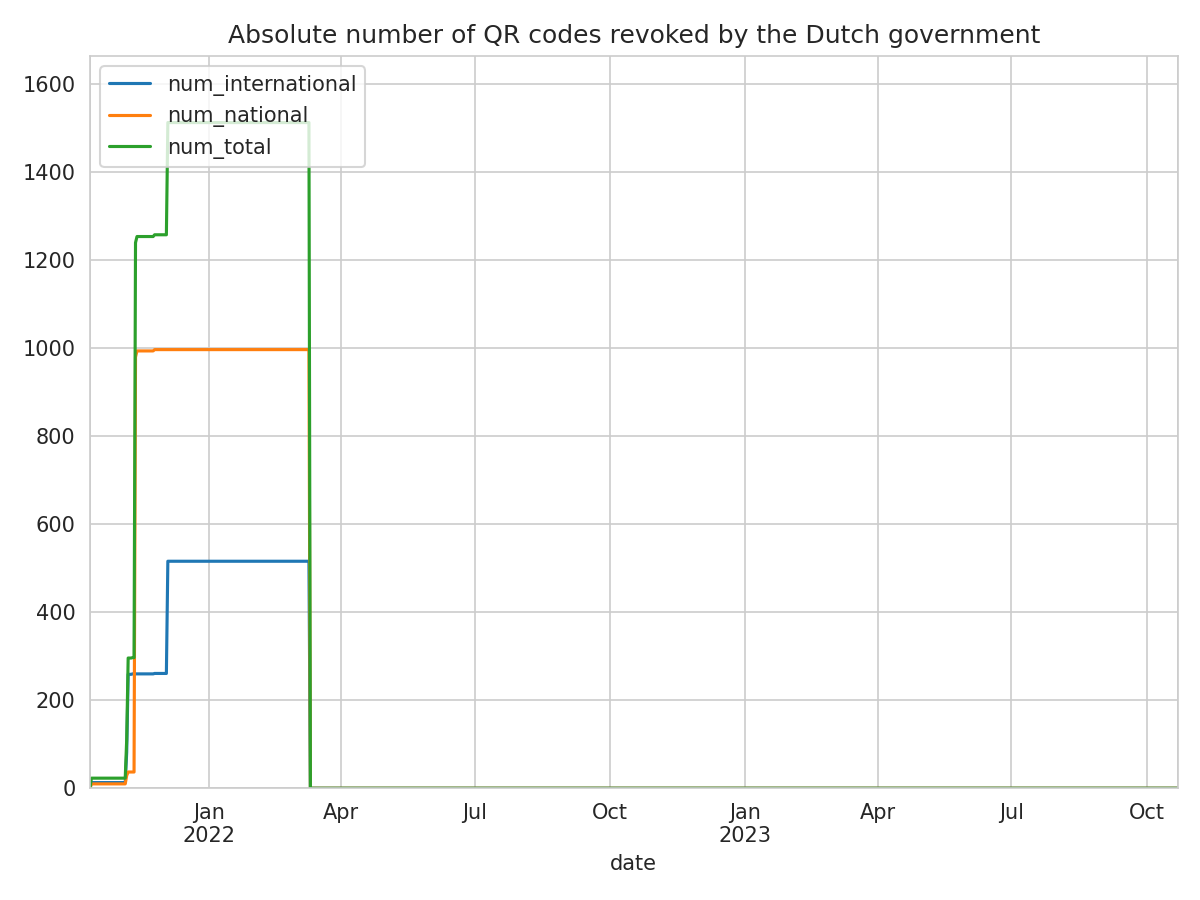 Absolute number of QR codes revoked by the Dutch government
1600
1400
1200
1000
800
600
400
200
0
num_international
num_national
num_total
Jan
2022
Apr
Jul
Oct
Jan
2023
Apr
Jul
Oct
date